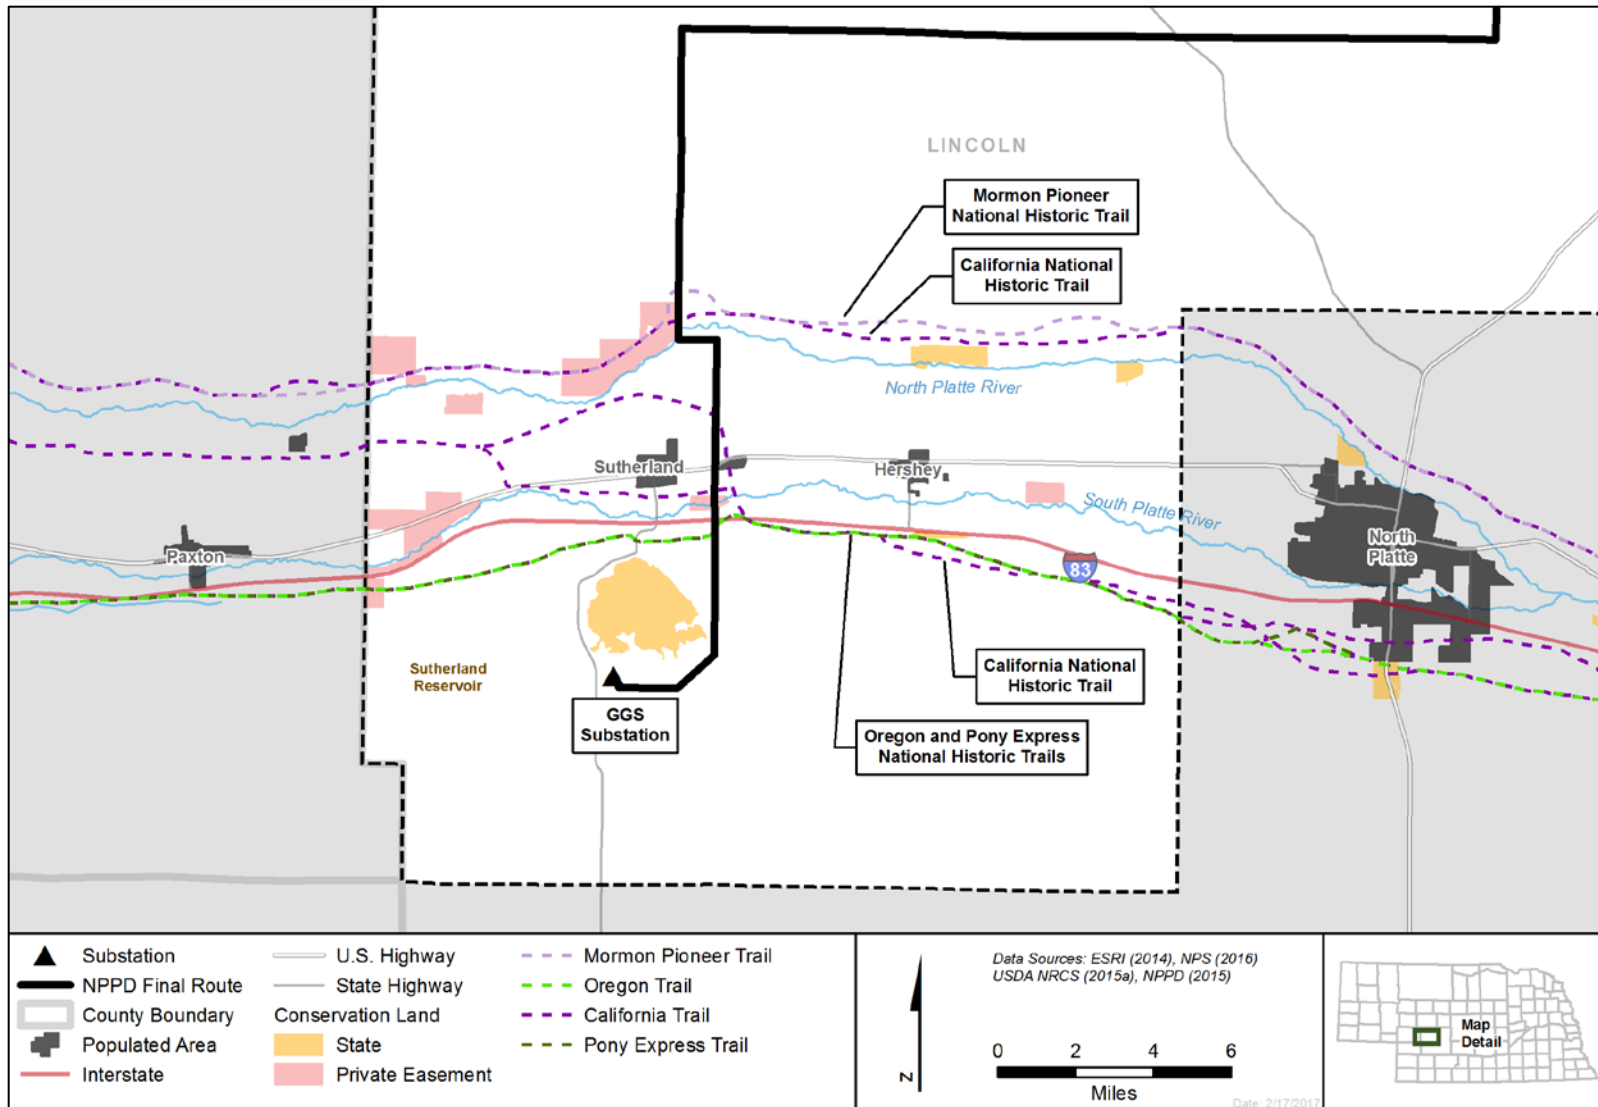 LINCOLN
Mormon Pioneer
National Historic Trail
California National
Historic Trail
North Platte River
Sutherland
Hershey
South Platte River
Paxton
North
Platte
83
Sutherland
Reservoir
GGS
Substation
California National
Historic Trail
Oregon and Pony Express
National Historic Trails
Substation
NPPD Final Route
County Boundary
Populated Area
Interstate
U.S. Highway
State Highway
Conservation Land
State
Private Easement
Mormon Pioneer Trail
Oregon Trail
California Trail
Pony Express Trail
N
Data Sources: ESRI (2014), NPS (2016)
USDA NRCS (2015a), NPPD (2015)
0 2 4 6
Miles
Map
Detail
Date: 2/17/2017